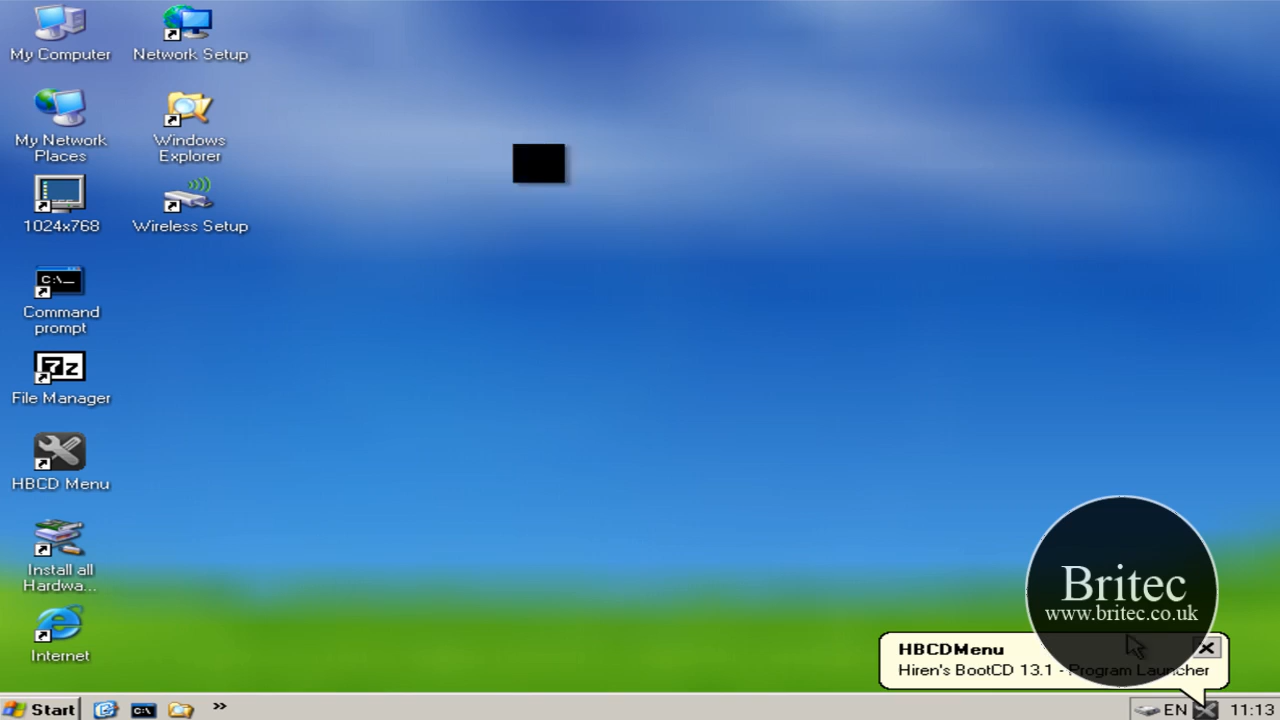 My Computer
Network Setup
My Network
Places
Windows
Explorer
1024x768
Wireless Setup
C:\_
Command
prompt
7z
File Manager
HBCD Menu
Install all
Hardwa...
Internet
Britec
www.britec.co.uk
HBCDMenu
Hiren's BootCD 13.1 - Program Launcher
Start
C:\
EN
11:13